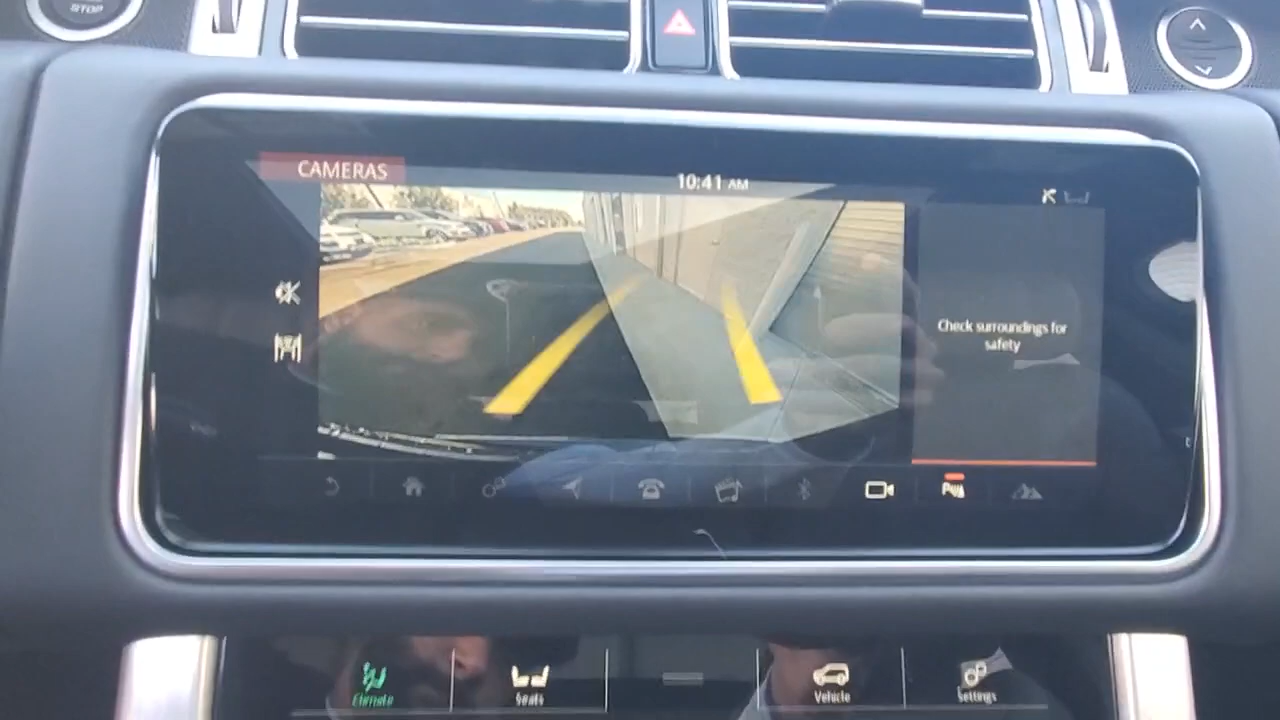 STOP
CAMERAS
10:41 AM
Check surroundings for
safety
Climate
Seats
Vehicle
Settings